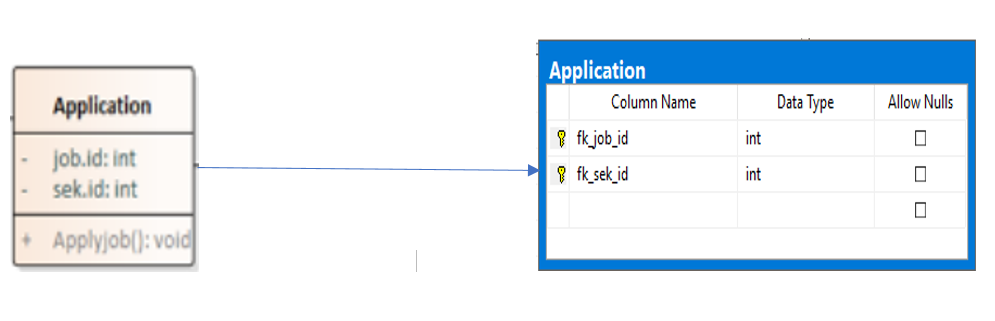 Application
- job.id: int
- sek.id: int
+ Applyjob(): void
Application
Column Name Data Type Allow Nulls
fk_job_id int
fk_sek_id int